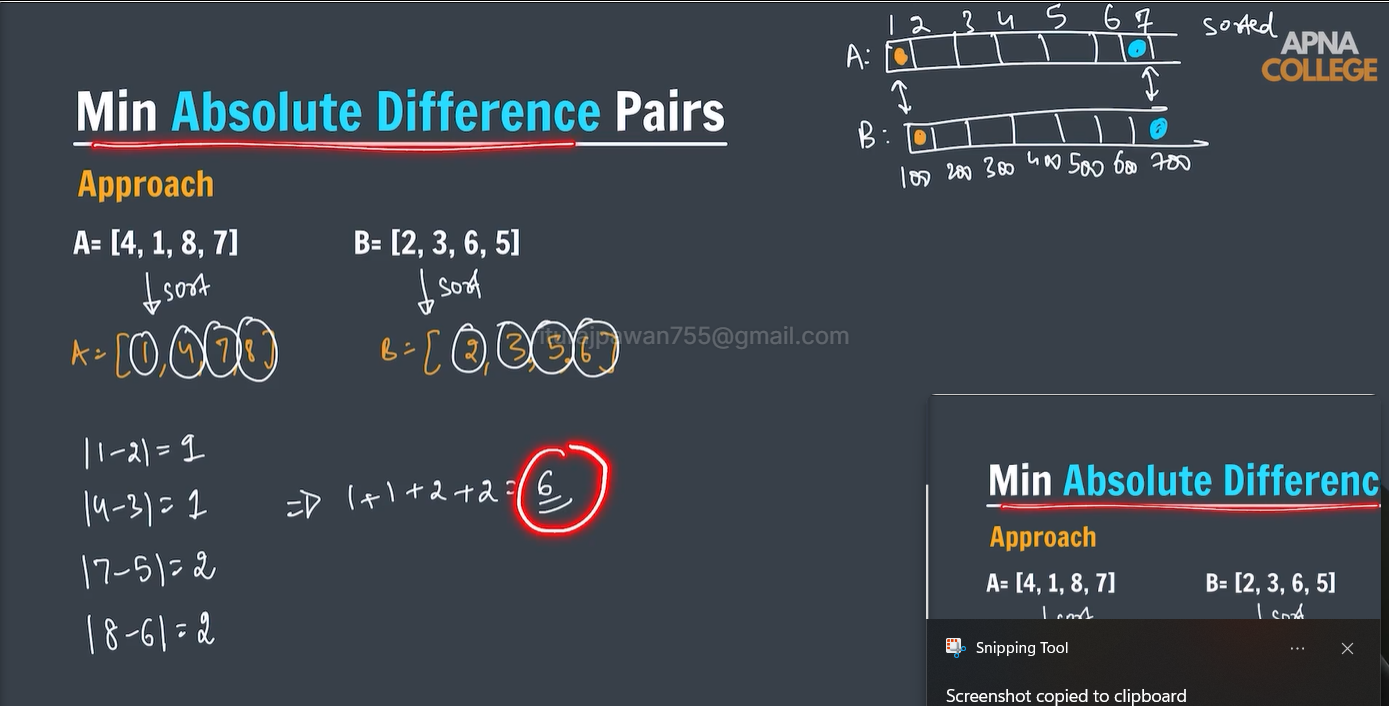 1 2 3 4 5 6 7 sorted
A:
APNA
COLLEGE
B:
100 200 300 400 500 600 700
Min Absolute Difference Pairs
Approach
A= [4, 1, 8, 7] B= [2, 3, 6, 5]
↓ sort ↓ sort
A= [1, 4, 7, 8] B= [2, 3, 5, 6]
riturajpawan755@gmail.com
|1-2| = 1
|4-3| = 1
|7-5| = 2
|8-6| = 2
=> 1+1+2+2 = 6
Min Absolute Differenc
Approach
A= [4, 1, 8, 7] B= [2, 3, 6, 5]
↓ sort ↓ sort
Snipping Tool
Screenshot copied to clipboard